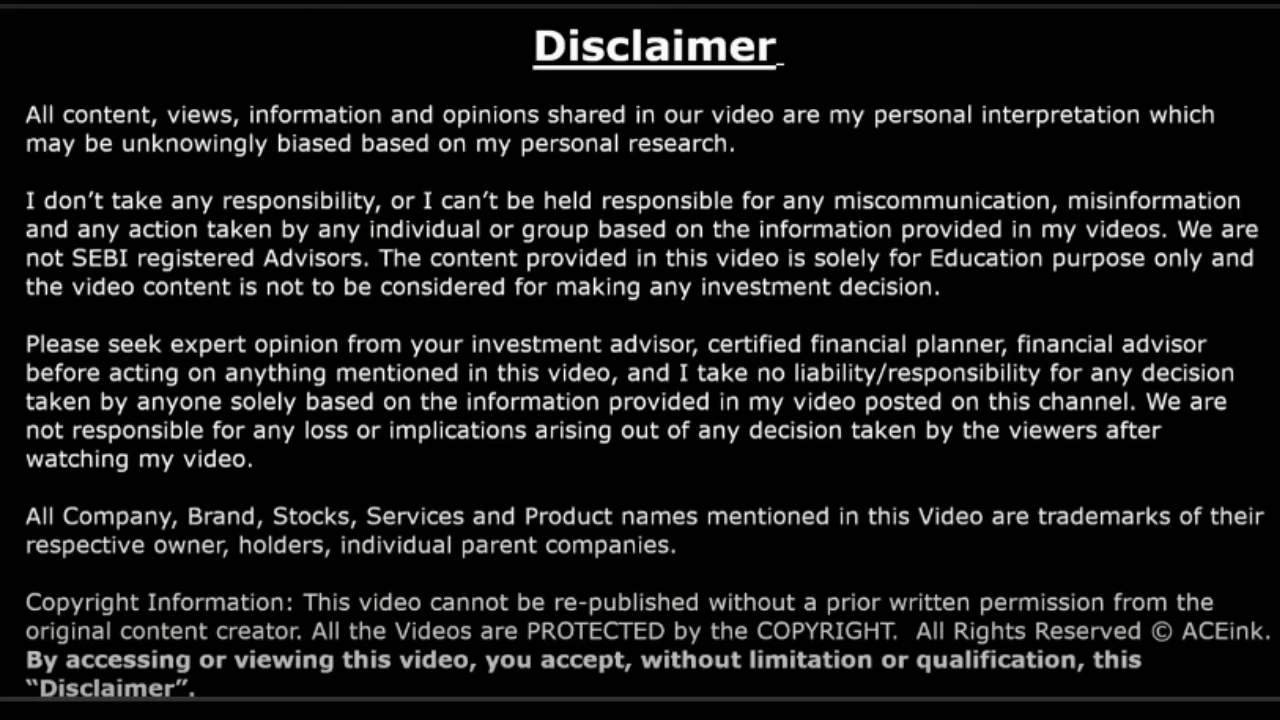 Disclaimer
All content, views, information and opinions shared in our video are my personal interpretation which
may be unknowingly biased based on my personal research.
I don’t take any responsibility, or I can’t be held responsible for any miscommunication, misinformation
and any action taken by any individual or group based on the information provided in my videos. We are
not SEBI registered Advisors. The content provided in this video is solely for Education purpose only and
the video content is not to be considered for making any investment decision.
Please seek expert opinion from your investment advisor, certified financial planner, financial advisor
before acting on anything mentioned in this video, and I take no liability/responsibility for any decision
taken by anyone solely based on the information provided in my video posted on this channel. We are
not responsible for any loss or implications arising out of any decision taken by the viewers after
watching my video.
All Company, Brand, Stocks, Services and Product names mentioned in this Video are trademarks of their
respective owner, holders, individual parent companies.
Copyright Information: This video cannot be re-published without a prior written permission from the
original content creator. All the Videos are PROTECTED by the COPYRIGHT.  All Rights Reserved © ACEink.
By accessing or viewing this video, you accept, without limitation or qualification, this
“Disclaimer”.